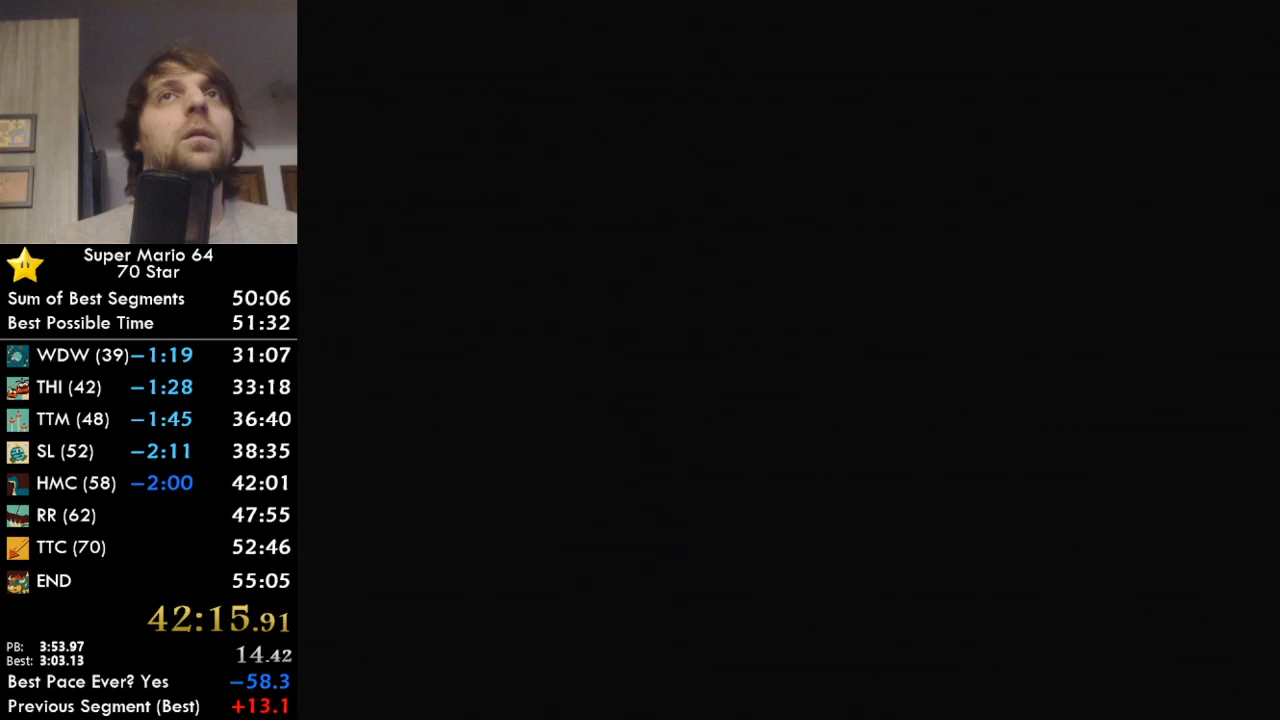 Super Mario 64
70 Star
Sum of Best Segments 50:06
Best Possible Time 51:32
WDW (39) −1:19 31:07
THI (42) −1:28 33:18
TTM (48) −1:45 36:40
SL (52) −2:11 38:35
HMC (58) −2:00 42:01
RR (62) 47:55
TTC (70) 52:46
END 55:05
42:15.91
PB: 3:53.97
Best: 3:03.13 14.42
Best Pace Ever? Yes −58.3
Previous Segment (Best) +13.1